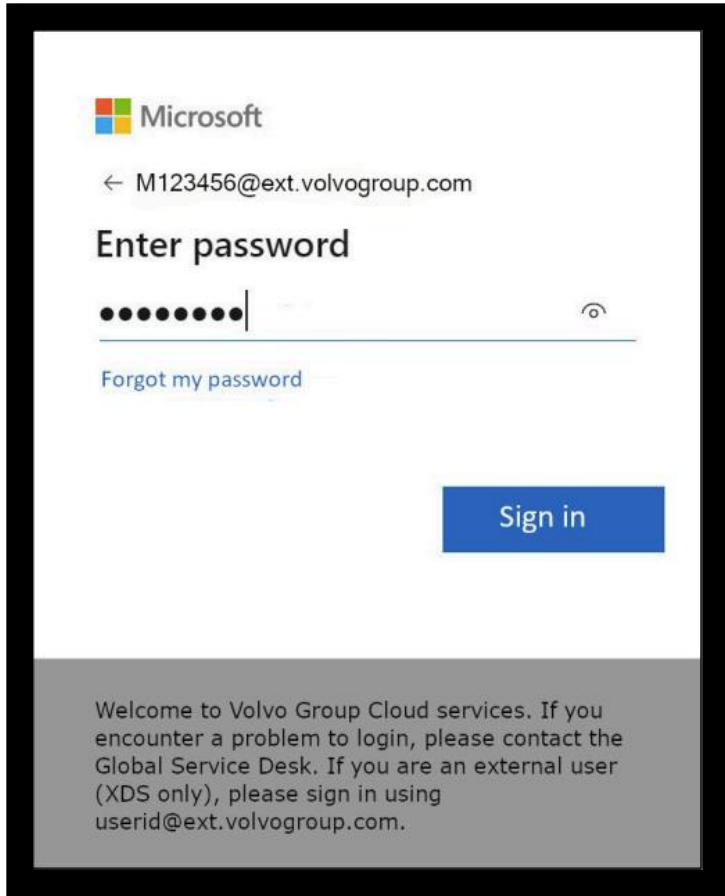 Microsoft
← M123456@ext.volvogroup.com
Enter password
●●●●●●●●
Forgot my password
Sign in
Welcome to Volvo Group Cloud services. If you
encounter a problem to login, please contact the
Global Service Desk. If you are an external user
(XDS only), please sign in using
userid@ext.volvogroup.com.